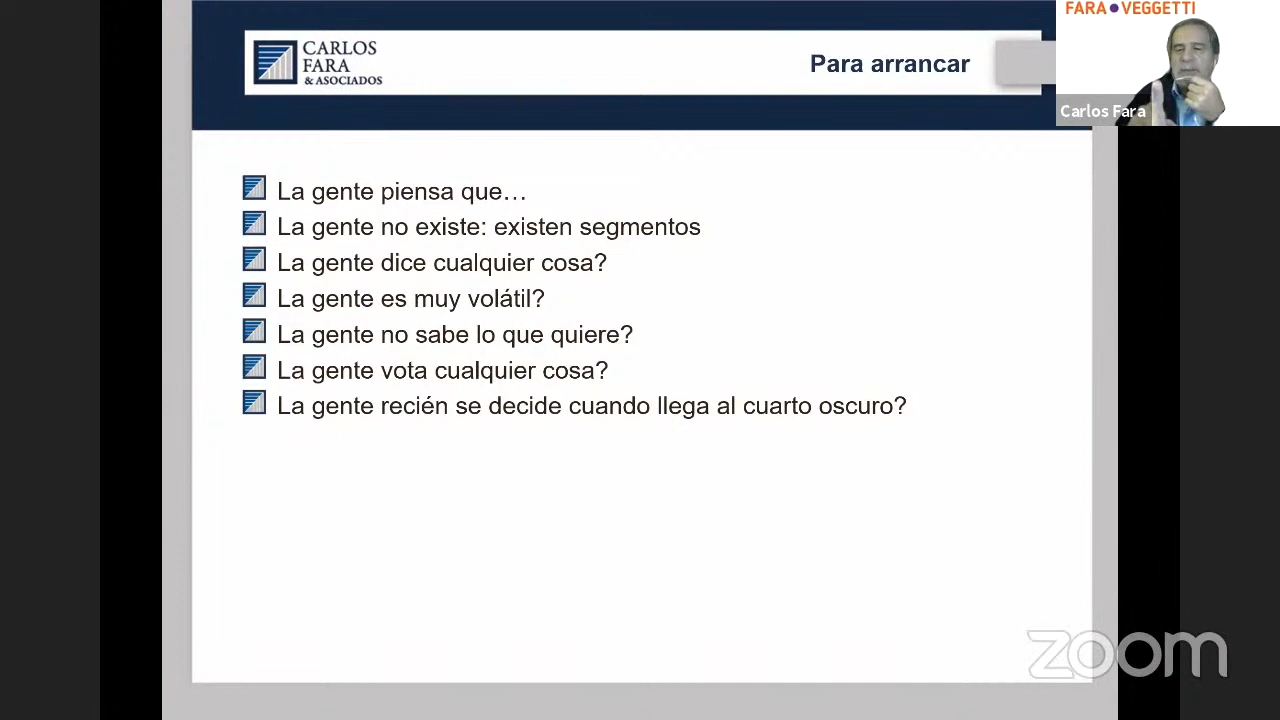 FARA VEGGETTI
CARLOS
FARA
& ASOCIADOS
Para arrancar
Carlos Fara
La gente piensa que…
La gente no existe: existen segmentos
La gente dice cualquier cosa?
La gente es muy volátil?
La gente no sabe lo que quiere?
La gente vota cualquier cosa?
La gente recién se decide cuando llega al cuarto oscuro?
zoom